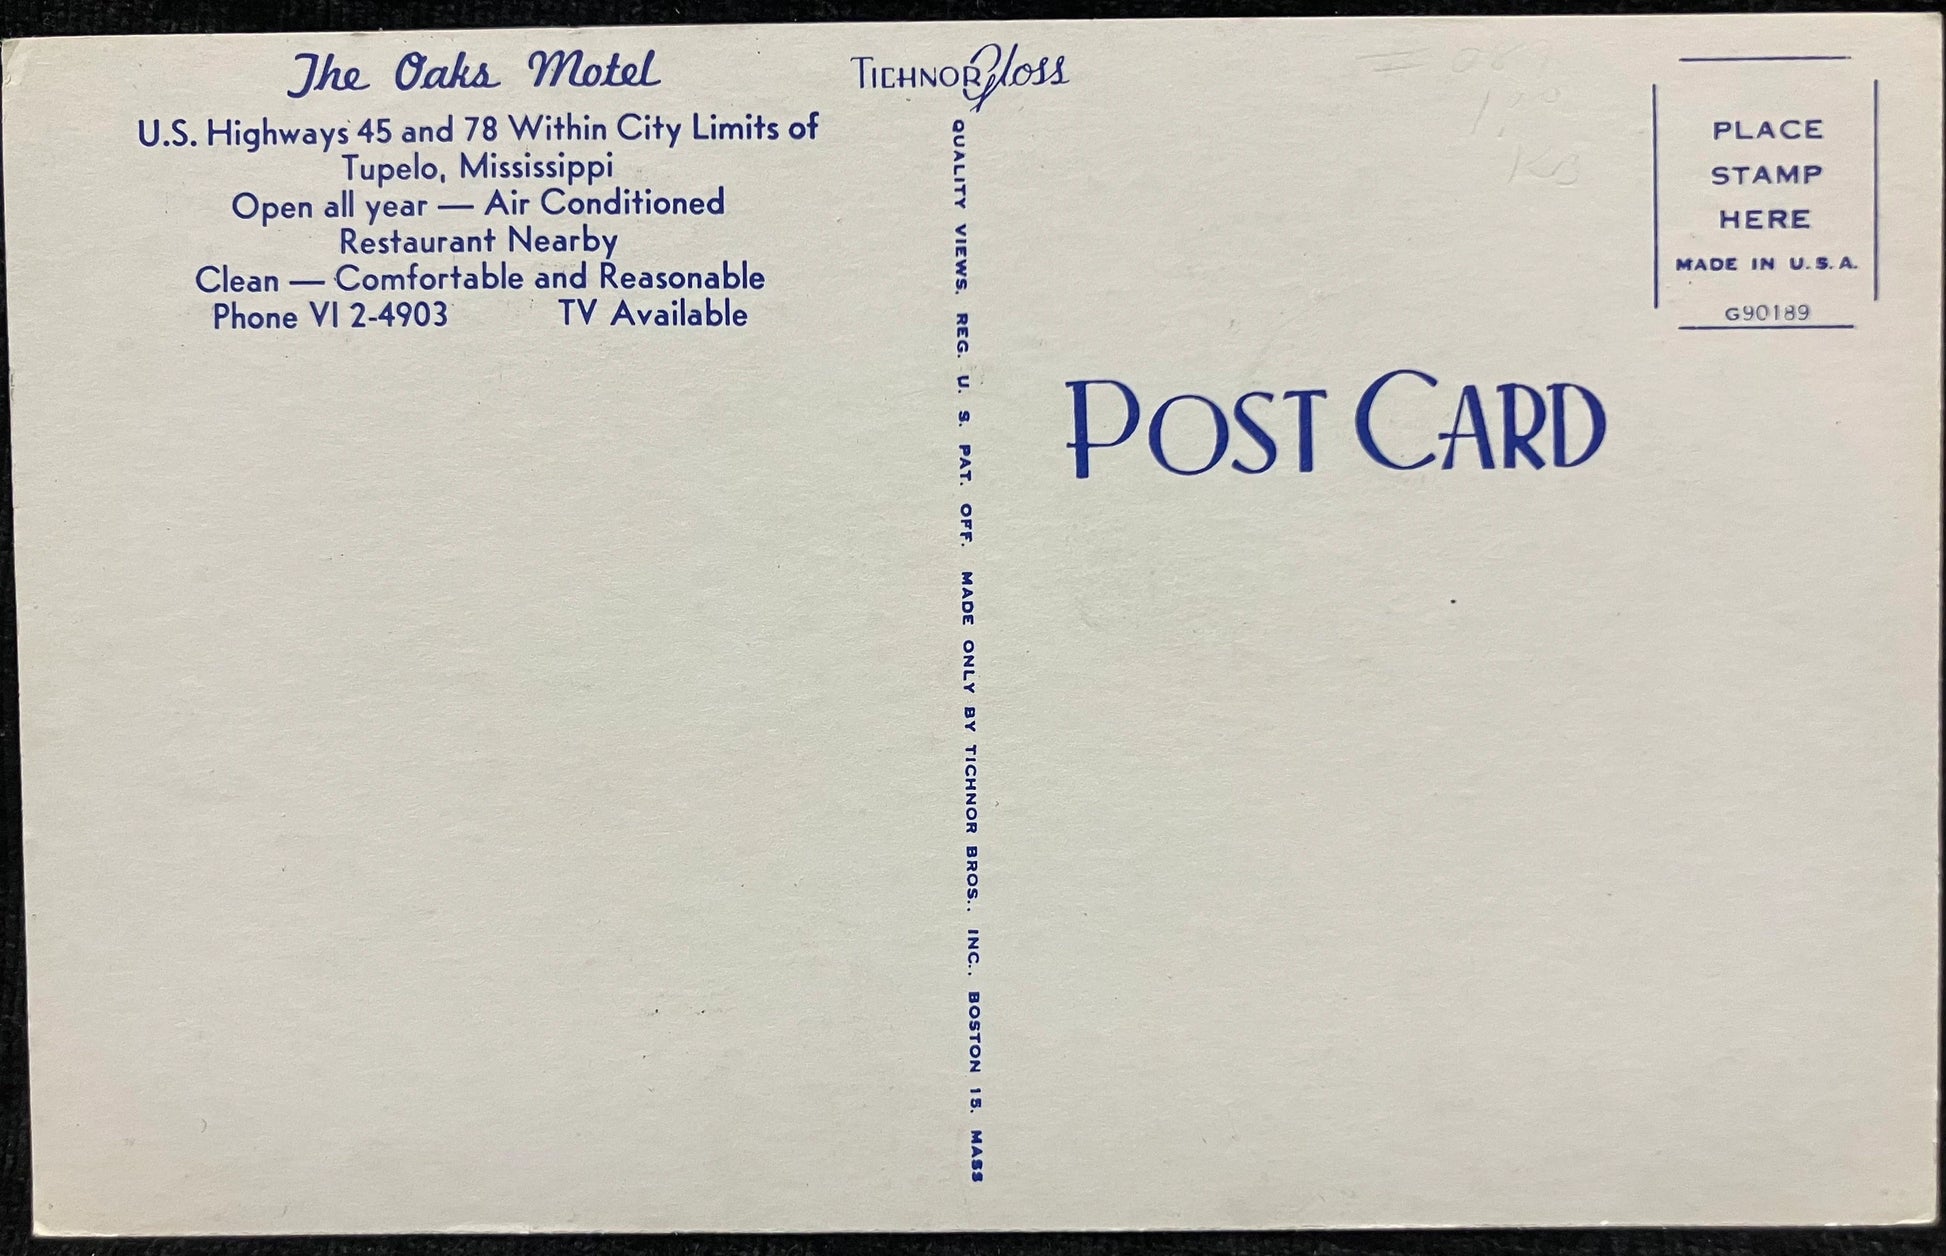 The Oaks Motel
U.S. Highways 45 and 78 Within City Limits of
Tupelo, Mississippi
Open all year — Air Conditioned
Restaurant Nearby
Clean — Comfortable and Reasonable
Phone VI 2-4903 TV Available
TICHNOR Gloss
QUALITY VIEWS. REG. U. S. PAT. OFF. MADE ONLY BY TICHNOR BROS., INC., BOSTON 15. MASS
KB
PLACE
STAMP
HERE
MADE IN U.S.A.
G90189
POST CARD